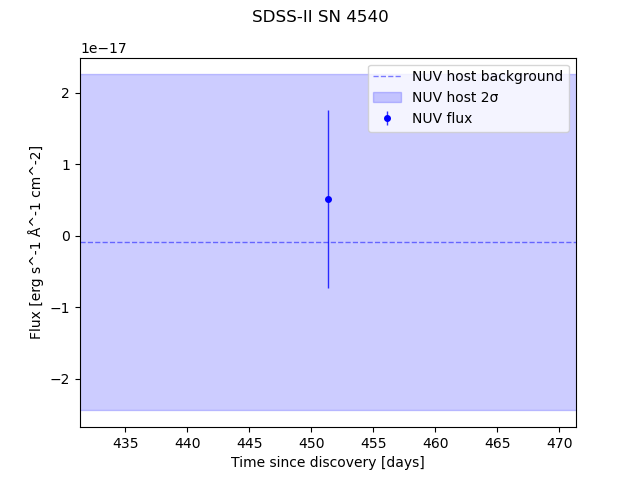 SDSS-II SN 4540
1e−17
NUV host background
NUV host 2σ
NUV flux
2
1
0
−1
−2
Flux [erg s^-1 Å^-1 cm^-2]
435 440 445 450 455 460 465 470
Time since discovery [days]